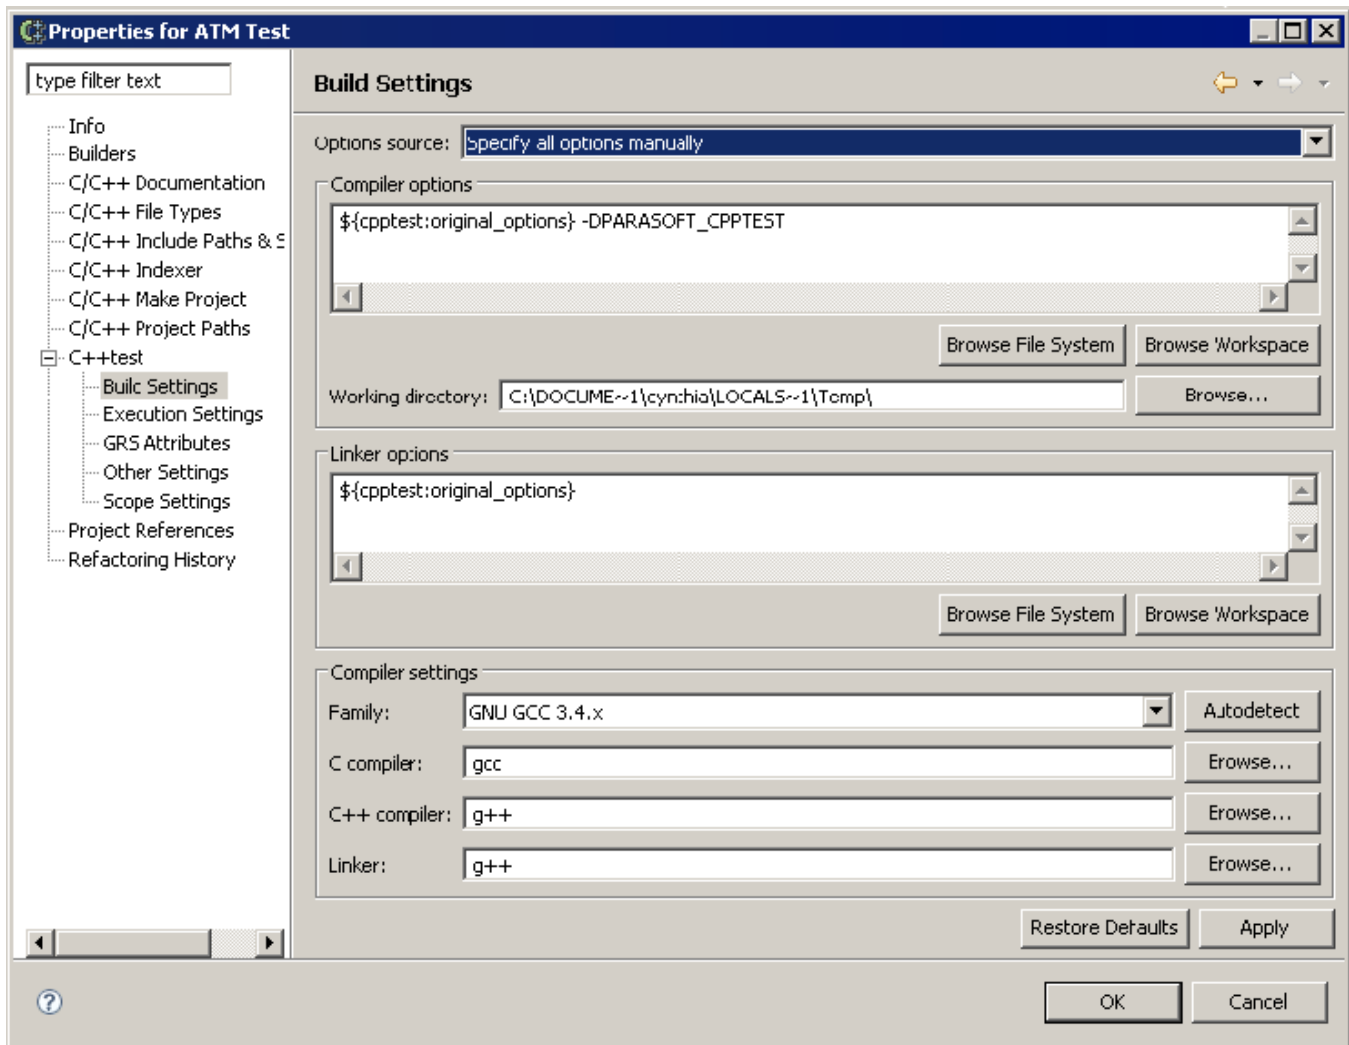 Properties for ATM Test
type filter text
Info
Builders
C/C++ Documentation
C/C++ File Types
C/C++ Include Paths & S
C/C++ Indexer
C/C++ Make Project
C/C++ Project Paths
C++test
Build Settings
Execution Settings
GRS Attributes
Other Settings
Scope Settings
Project References
Refactoring History
Build Settings
Options source: Specify all options manually
Compiler options
${cpptest:original_options} -DPARASOFT_CPPTEST
Browse File System Browse Workspace
Working directory: C:\DOCUME~1\cynthia\LOCALS~1\Temp\ Browse...
Linker options
${cpptest:original_options}
Browse File System Browse Workspace
Compiler settings
Family: GNU GCC 3.4.x Autodetect
C compiler: gcc Browse...
C++ compiler: g++ Browse...
Linker: g++ Browse...
Restore Defaults Apply
? OK Cancel